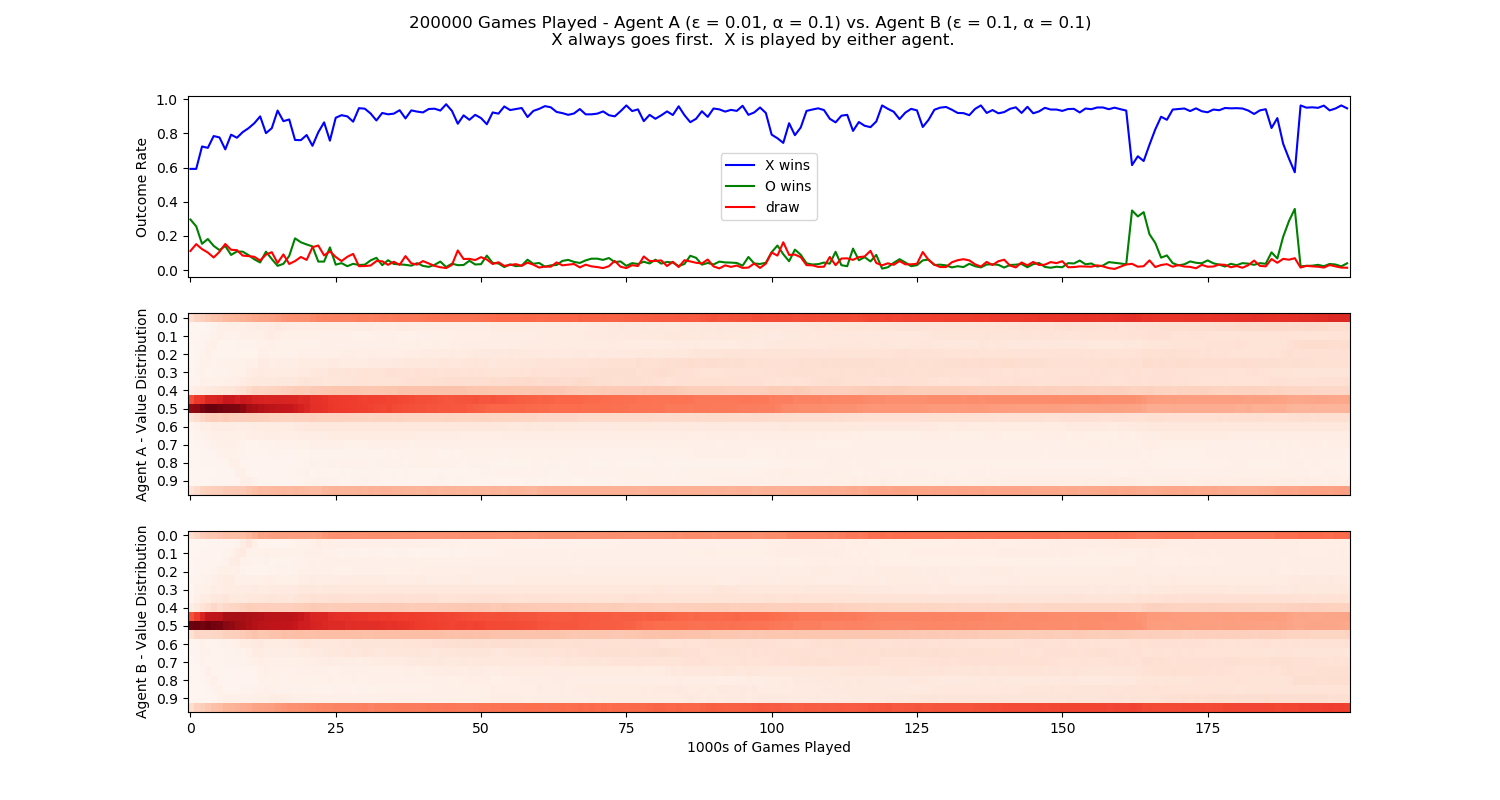 200000 Games Played - Agent A (ε = 0.01, α = 0.1) vs. Agent B (ε = 0.1, α = 0.1)
X always goes first.  X is played by either agent.
1.0
0.8
0.6
0.4
0.2
0.0
Outcome Rate
X wins
O wins
draw
0.0
0.1
0.2
0.3
0.4
0.5
0.6
0.7
0.8
0.9
Agent A - Value Distribution
0.0
0.1
0.2
0.3
0.4
0.5
0.6
0.7
0.8
0.9
Agent B - Value Distribution
0 25 50 75 100 125 150 175
1000s of Games Played